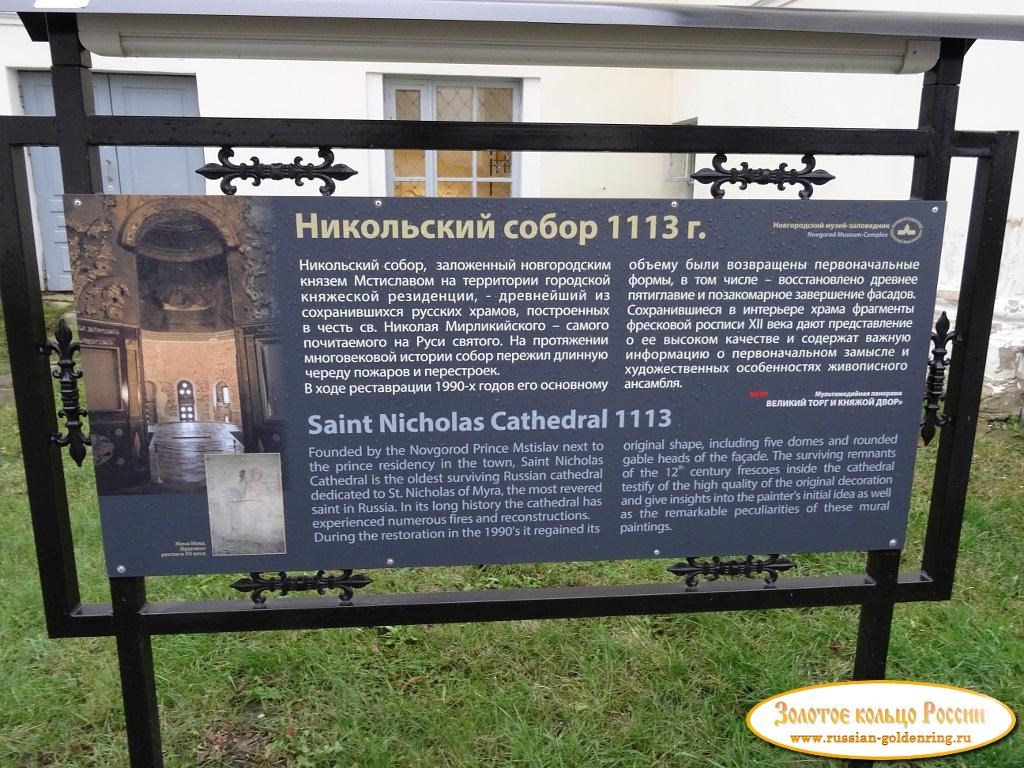 Никольский собор 1113 г.
Новгородский музей-заповедник
Novgorod Museum-Complex
Никольский собор, заложенный новгородским
князем Мстиславом на территории городской
княжеской резиденции, - древнейший из
сохранившихся русских храмов, построенных
в честь св. Николая Мирликийского – самого
почитаемого на Руси святого. На протяжении
многовековой истории собор пережил длинную
череду пожаров и перестроек.
В ходе реставрации 1990-х годов его основному
объему были возвращены первоначальные
формы, в том числе – восстановлено древнее
пятиглавие и позакомарное завершение фасадов.
Сохранившиеся в интерьере храма фрагменты
фресковой росписи XII века дают представление
о ее высоком качестве и содержат важную
информацию о первоначальном замысле и
художественных особенностях живописного
ансамбля.
NEW! Мультимедийная панорама
ВЕЛИКИЙ ТОРГ И КНЯЖОЙ ДВОР»
Saint Nicholas Cathedral 1113
Founded by the Novgorod Prince Mstislav next to
the prince residency in the town, Saint Nicholas
Cathedral is the oldest surviving Russian cathedral
dedicated to St. Nicholas of Myra, the most revered
saint in Russia. In its long history the cathedral has
experienced numerous fires and reconstructions.
During the restoration in the 1990's it regained its
original shape, including five domes and rounded
gable heads of the façade. The surviving remnants
of the 12th century frescoes inside the cathedral
testify of the high quality of the original decoration
and give insights into the painter's initial idea as well
as the remarkable peculiarities of these mural
paintings.
Жена Иова.
Фрагмент
росписи XII века.
Золотое кольцо России
www.russian-goldenring.ru